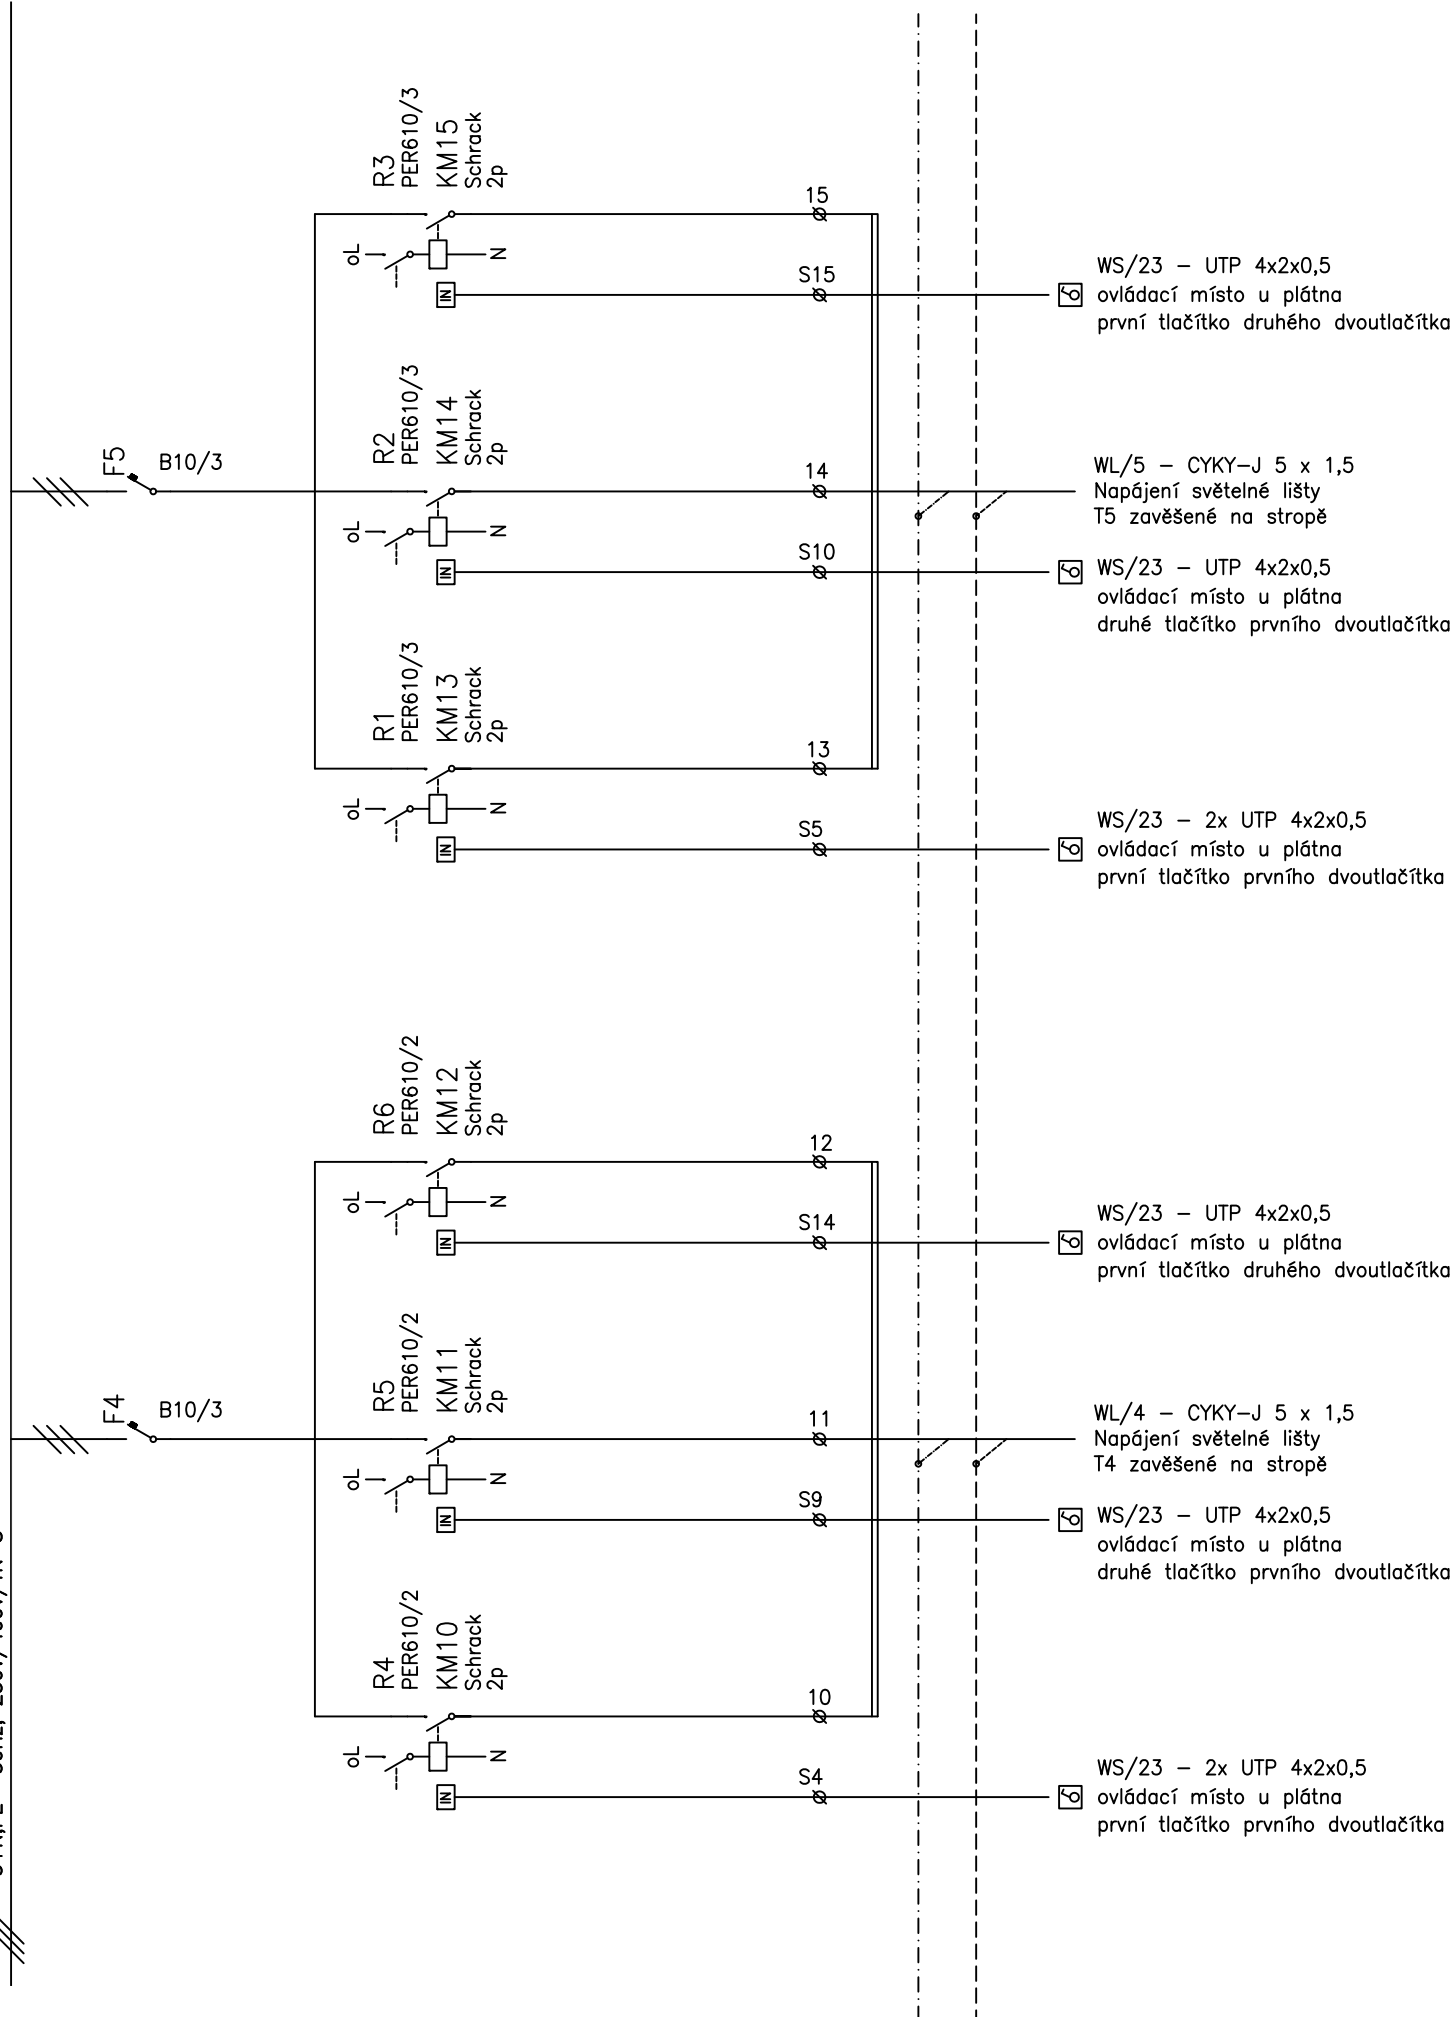 R3
PER610/3
KM15
Schrack
2p
oL
N
IN
15
S15
WS/23 – UTP 4x2x0,5
ovládací místo u plátna
první tlačítko druhého dvoutlačítka
F5
B10/3
R2
PER610/3
KM14
Schrack
2p
oL
N
IN
14
S10
WL/5 – CYKY–J 5 x 1,5
Napájení světelné lišty
T5 zavěšené na stropě
WS/23 – UTP 4x2x0,5
ovládací místo u plátna
druhé tlačítko prvního dvoutlačítka
R1
PER610/3
KM13
Schrack
2p
oL
N
IN
13
S5
WS/23 – 2x UTP 4x2x0,5
ovládací místo u plátna
první tlačítko prvního dvoutlačítka
R6
PER610/2
KM12
Schrack
2p
oL
N
IN
12
S14
WS/23 – UTP 4x2x0,5
ovládací místo u plátna
první tlačítko druhého dvoutlačítka
F4
B10/3
R5
PER610/2
KM11
Schrack
2p
oL
N
IN
11
S9
WL/4 – CYKY–J 5 x 1,5
Napájení světelné lišty
T4 zavěšené na stropě
WS/23 – UTP 4x2x0,5
ovládací místo u plátna
druhé tlačítko prvního dvoutlačítka
R4
PER610/2
KM10
Schrack
2p
oL
N
IN
10
S4
WS/23 – 2x UTP 4x2x0,5
ovládací místo u plátna
první tlačítko prvního dvoutlačítka